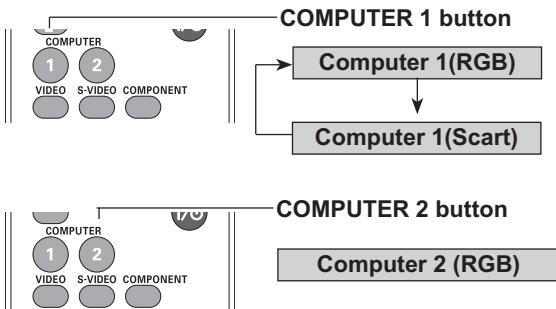 COMPUTER 1 button
COMPUTER
1 2
VIDEO S-VIDEO COMPONENT
Computer 1(RGB)
Computer 1(Scart)
COMPUTER 2 button
COMPUTER
1 2
VIDEO S-VIDEO COMPONENT
Computer 2 (RGB)